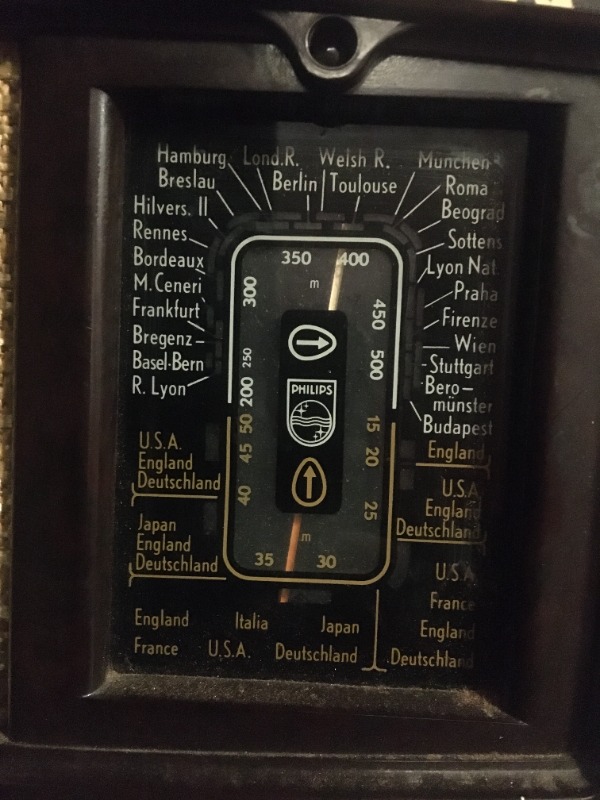 Hamburg Lond.R. Welsh R. München
Breslau Berlin Toulouse Roma
Hilvers. II Beograd
Rennes Sottens
Bordeaux Lyon Nat.
M.Ceneri Praha
Frankfurt Firenze
Bregenz Wien
Basel-Bern Stuttgart
R. Lyon Bero-
münster
Budapest
350 400
m
300 450
250 500
200
PHILIPS
50 15
45 20
40 25
m
35 30
U.S.A.
England
Deutschland
Japan
England
Deutschland
England
U.S.A.
England
Deutschland
U.S.A.
France
England
Deutschland
England Italia Japan
France U.S.A. Deutschland